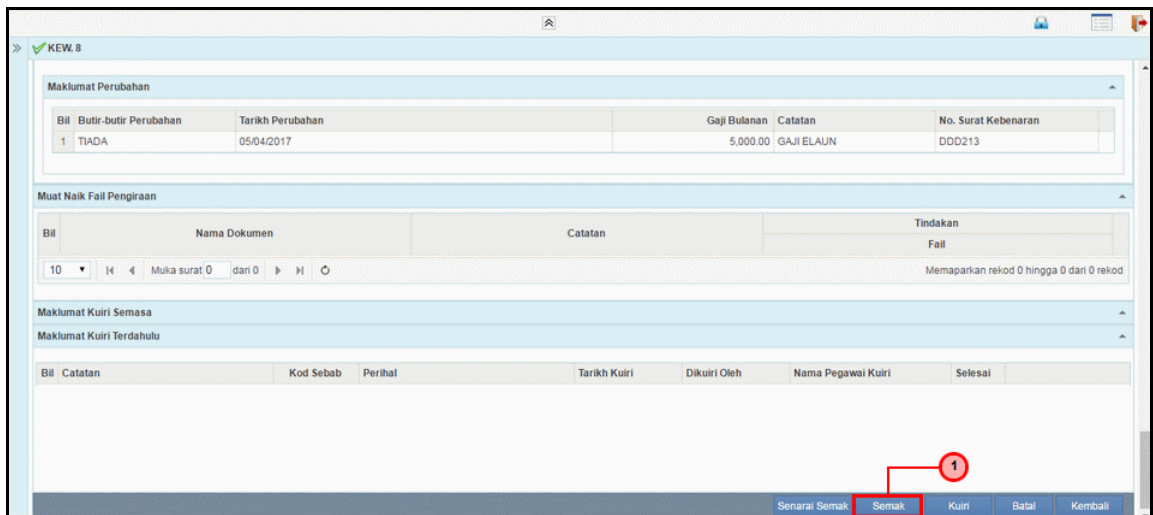 KEW. 8
Maklumat Perubahan
Bil Butir-butir Perubahan Tarikh Perubahan Gaji Bulanan Catatan No. Surat Kebenaran
1 TIADA 05/04/2017 5,000.00 GAJI ELAUN DDD213
Muat Naik Fail Pengiraan
Bil Nama Dokumen Catatan Tindakan
Fail
10 Muka surat 0 dari 0 Memaparkan rekod 0 hingga 0 dari 0 rekod
Maklumat Kuiri Semasa
Maklumat Kuiri Terdahulu
Bil Catatan Kod Sebab Perihal Tarikh Kuiri Dikuiri Oleh Nama Pegawai Kuiri Selesai
1
Senarai Semak Semak Kuiri Batal Kembali